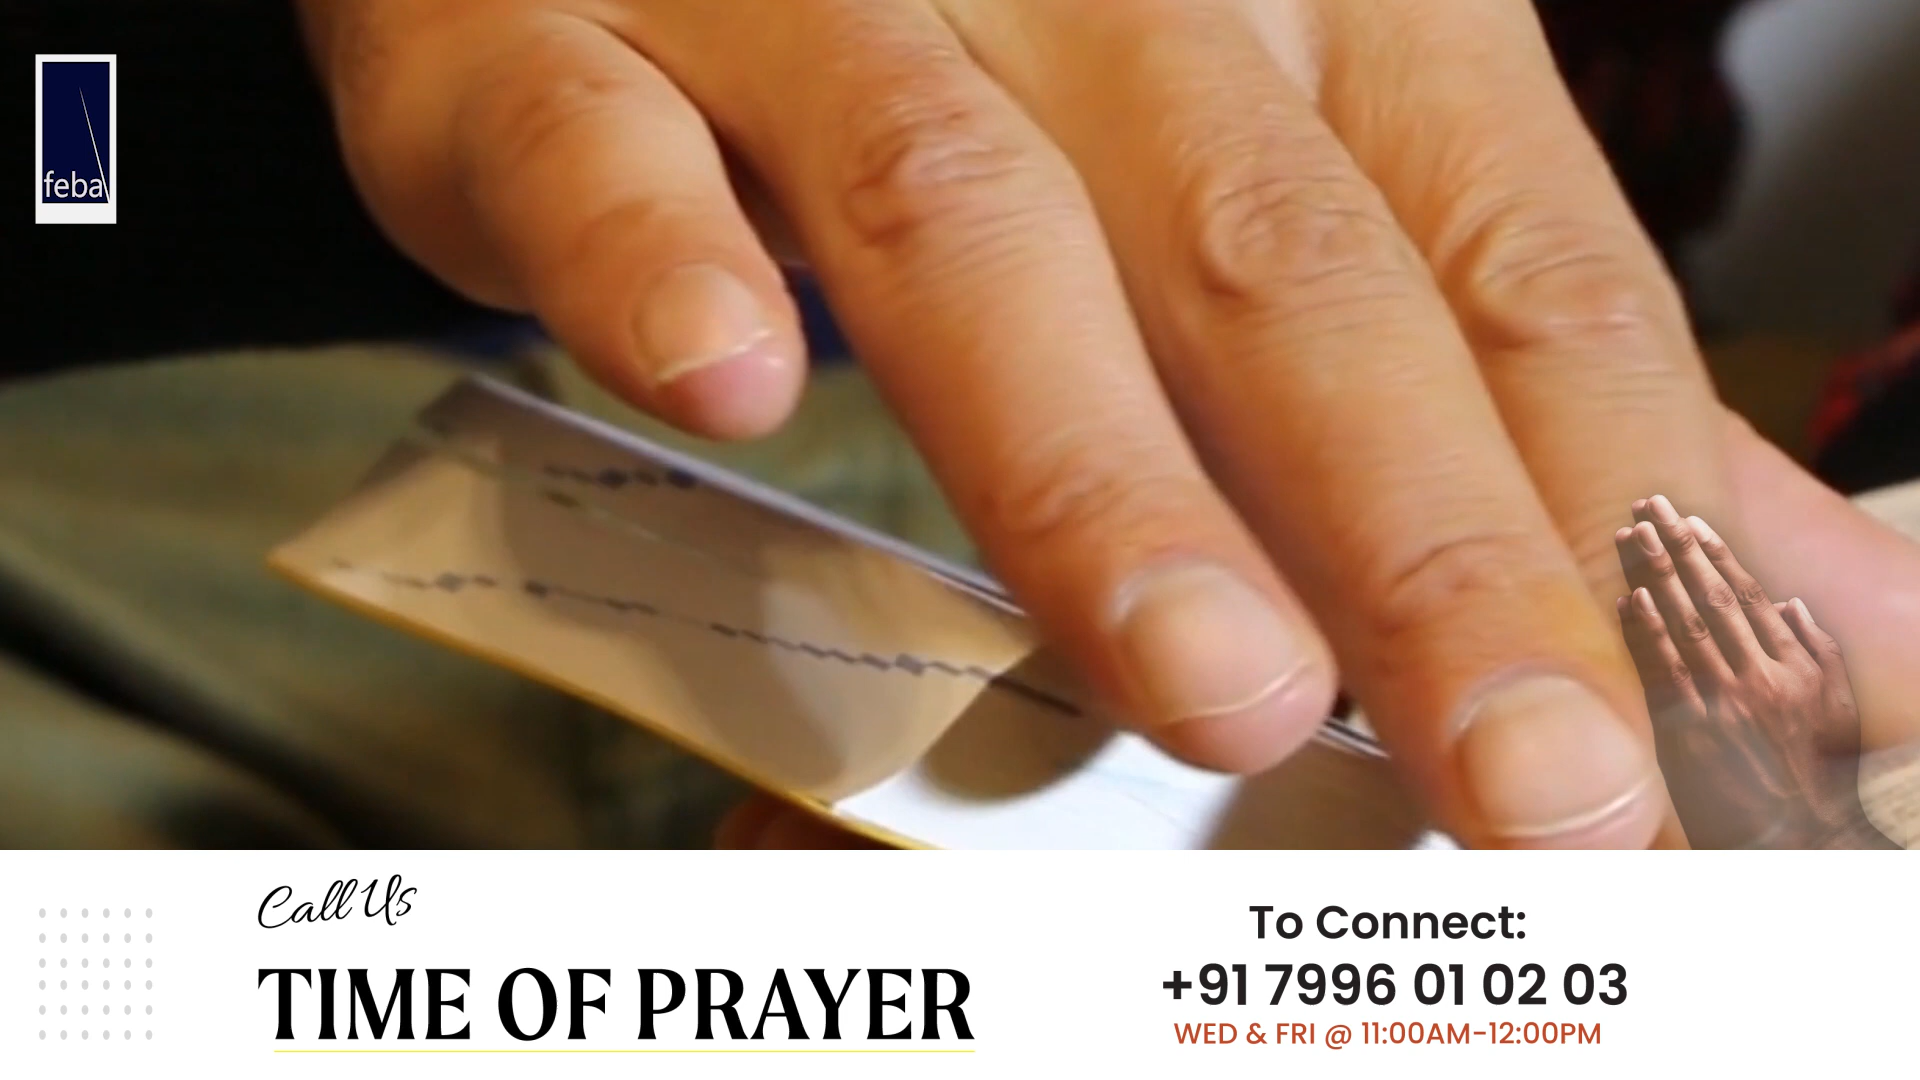 feba
Call Us
TIME OF PRAYER
To Connect:
+91 7996 01 02 03
WED & FRI @ 11:00AM-12:00PM